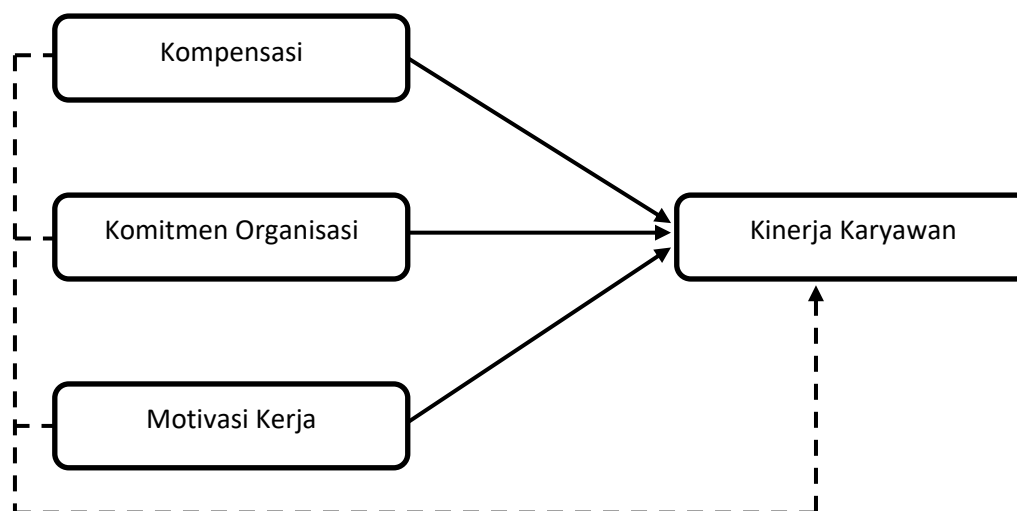 Kompensasi
Komitmen Organisasi
Kinerja Karyawan
Motivasi Kerja